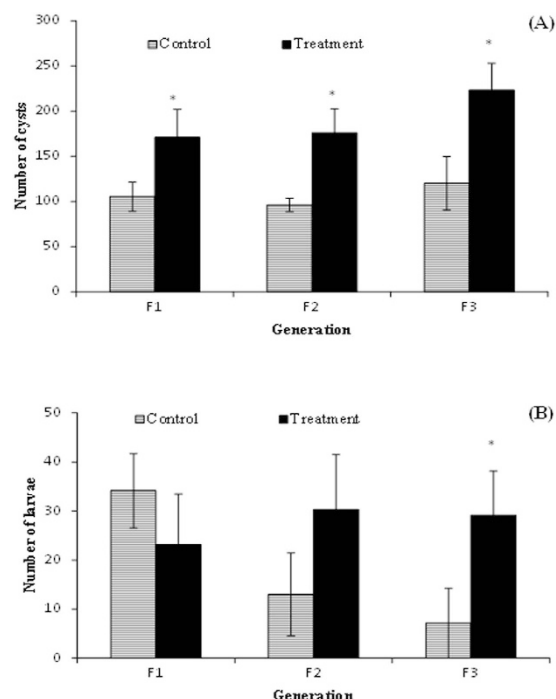 (A)
300
Control Treatment
250
*
* *
200
150
100
50
0
Number of cysts
F1 F2 F3
Generation
(B)
50
Control Treatment
*
40
30
20
10
0
Number of larvae
F1 F2 F3
Generation